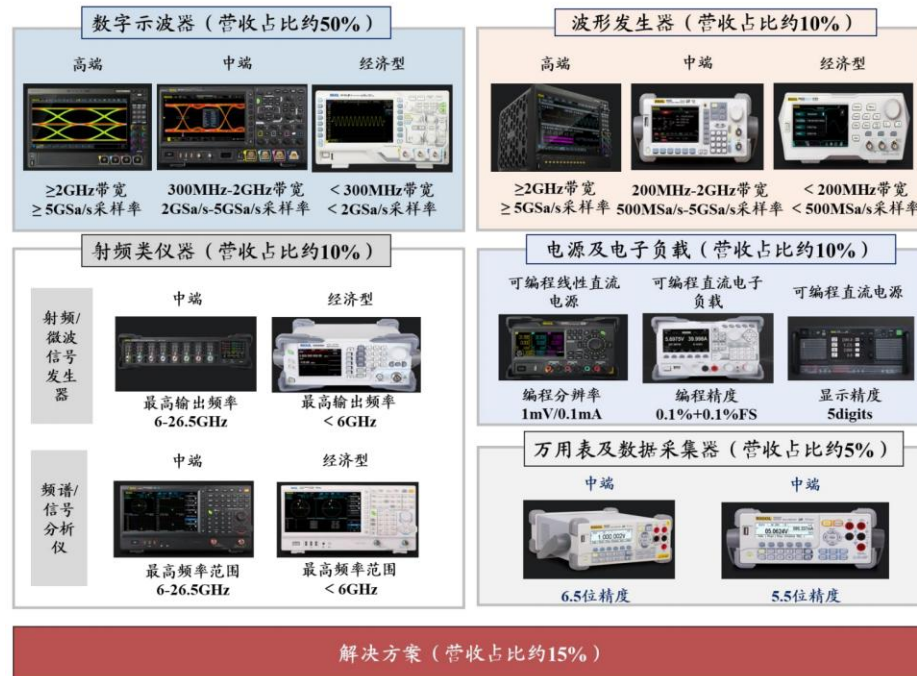 数字示波器（营收占比约50%）
高端
中端
经济型
≥2GHz带宽
≥5GSa/s采样率
300MHz-2GHz带宽
2GSa/s-5GSa/s采样率
＜300MHz带宽
＜2GSa/s采样率
波形发生器（营收占比约10%）
高端
中端
经济型
≥2GHz带宽
≥5GSa/s采样率
200MHz-2GHz带宽
500MSa/s-5GSa/s采样率
＜200MHz带宽
＜500MSa/s采样率
射频类仪器（营收占比约10%）
射频/
微波
信号
发生
器
中端
经济型
最高输出频率
6-26.5GHz
最高输出频率
＜6GHz
频谱/
信号
分析
仪
中端
经济型
最高频率范围
6-26.5GHz
最高频率范围
＜6GHz
电源及电子负载（营收占比约10%）
可编程线性直流
电源
可编程直流电子
负载
可编程直流电源
编程分辨率
1mV/0.1mA
编程精度
0.1%+0.1%FS
显示精度
5digits
万用表及数据采集器（营收占比约5%）
中端
中端
6.5位精度
5.5位精度
解决方案（营收占比约15%）